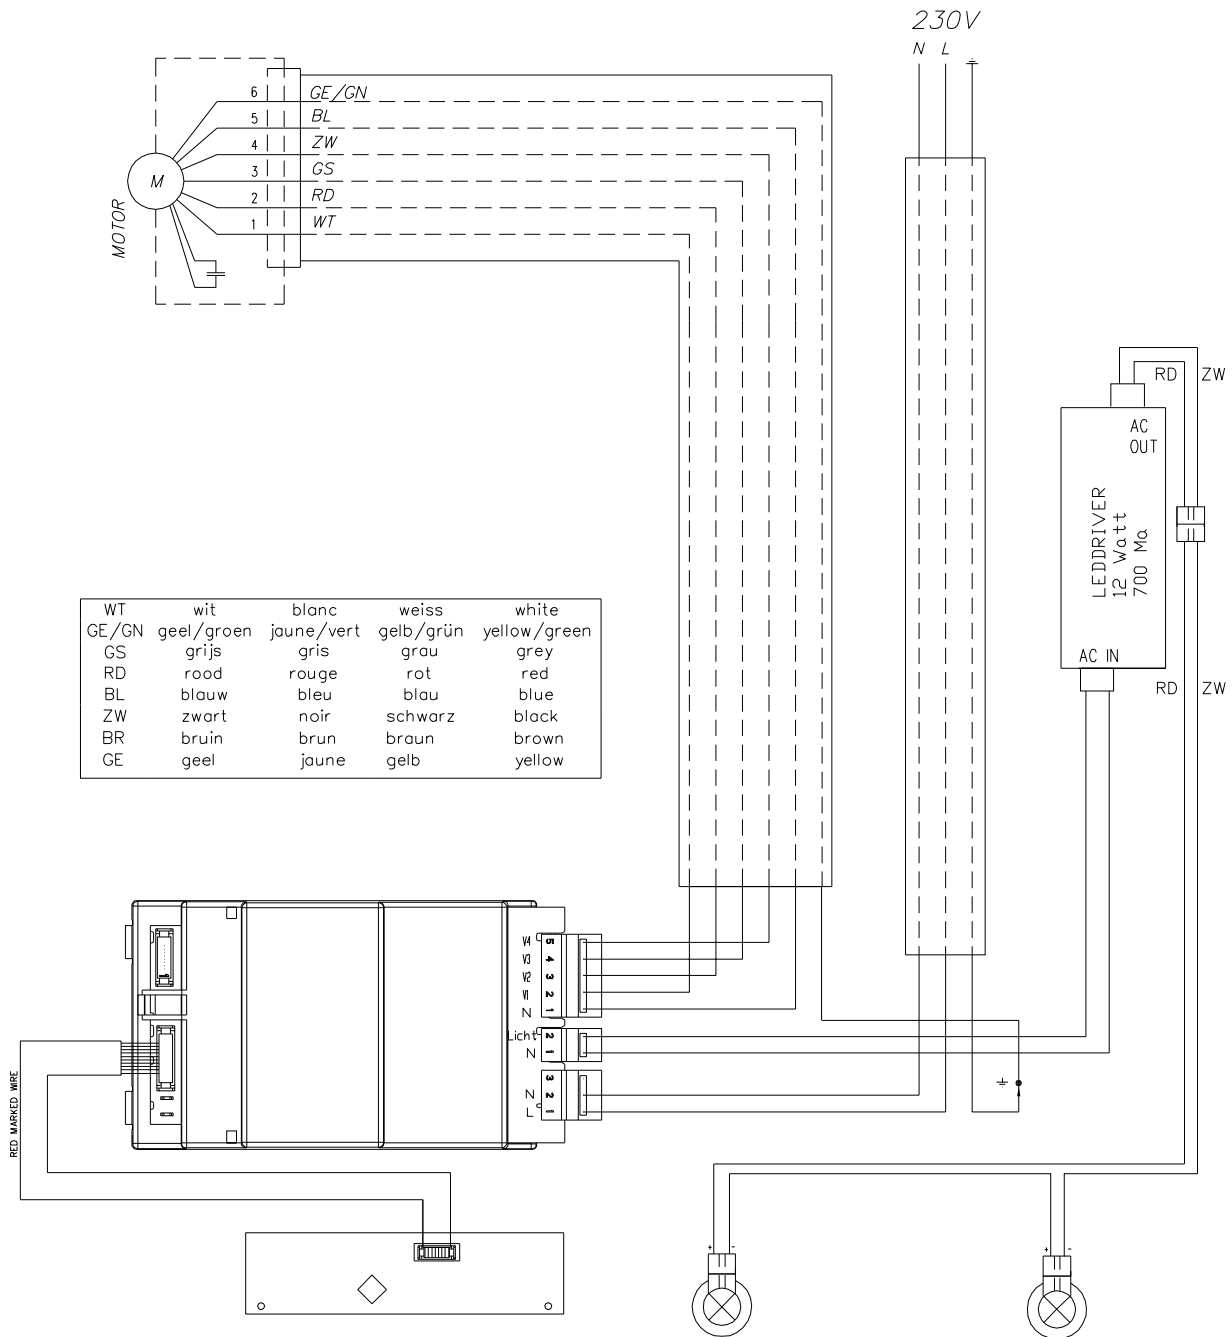 230V
N L
6 GE/GN
5 BL
4 ZW
3 GS
2 RD
1 WT
M
MOTOR
RD ZW
AC
OUT
LEDDRIVER
12 Watt
700 Ma
AC IN
RD ZW
WT wit blanc weiss white
GE/GN geel/groen jaune/vert gelb/grün yellow/green
GS grijs gris grau grey
RD rood rouge rot red
BL blauw bleu blau blue
ZW zwart noir schwarz black
BR bruin brun braun brown
GE geel jaune gelb yellow
V4 5
V3 4
V2 3
V1 2
N 1
Licht 2
N 1
3
N 2
L 1
RED MARKED WIRE
+ -
+ -